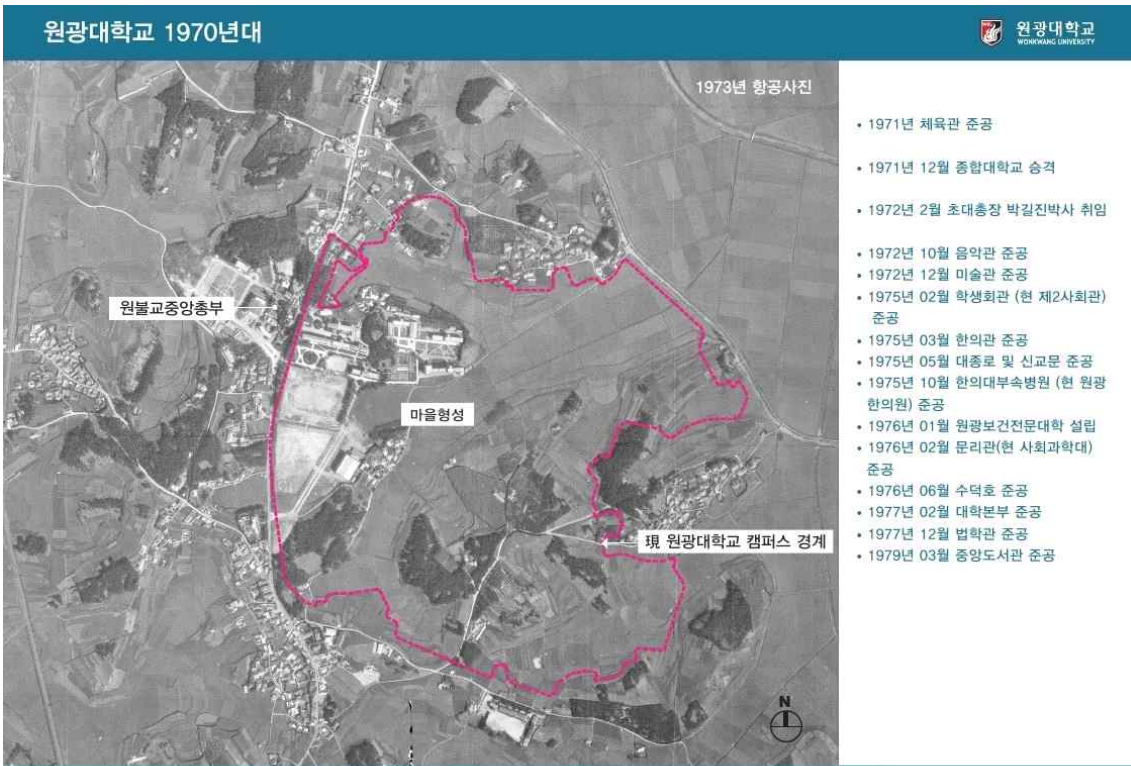 원광대학교 1970년대
원광대학교
WONKWANG UNIVERSITY
1973년 항공사진
원불교중앙총부
마을형성
現 원광대학교 캠퍼스 경계
N
• 1971년 체육관 준공
• 1971년 12월 종합대학교 승격
• 1972년 2월 초대총장 박길진박사 취임
• 1972년 10월 음악관 준공
• 1972년 12월 미술관 준공
• 1975년 02월 학생회관 (현 제2사회관)
준공
• 1975년 03월 한의관 준공
• 1975년 05월 대종로 및 신교문 준공
• 1975년 10월 한의대부속병원 (현 원광
한의원) 준공
• 1976년 01월 원광보건전문대학 설립
• 1976년 02월 문리관(현 사회과학대)
준공
• 1976년 06월 수덕호 준공
• 1977년 02월 대학본부 준공
• 1977년 12월 법학관 준공
• 1979년 03월 중앙도서관 준공